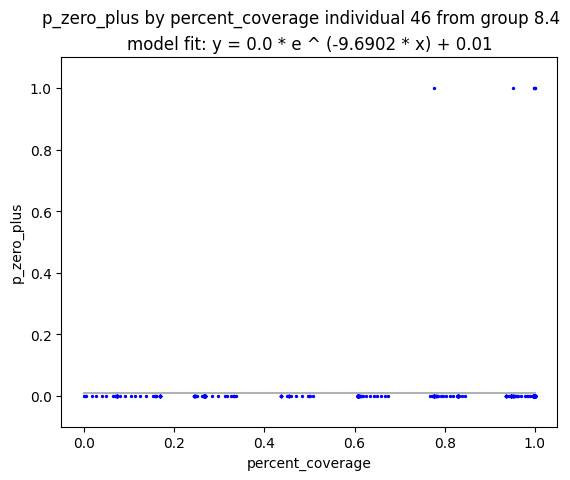 p_zero_plus by percent_coverage individual 46 from group 8.4
model fit: y = 0.0 * e ^ (-9.6902 * x) + 0.01
1.0
0.8
0.6
0.4
0.2
0.0
p_zero_plus
0.0 0.2 0.4 0.6 0.8 1.0
percent_coverage